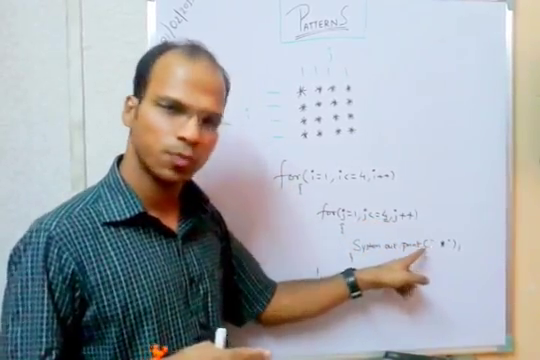 PATTERNS
j
* * * *
* * * *
* * * *
* * * *
for(i=1, i<=4, i++)
{
for(j=1, j<=4, j++)
{
System.out.print(" *");
}